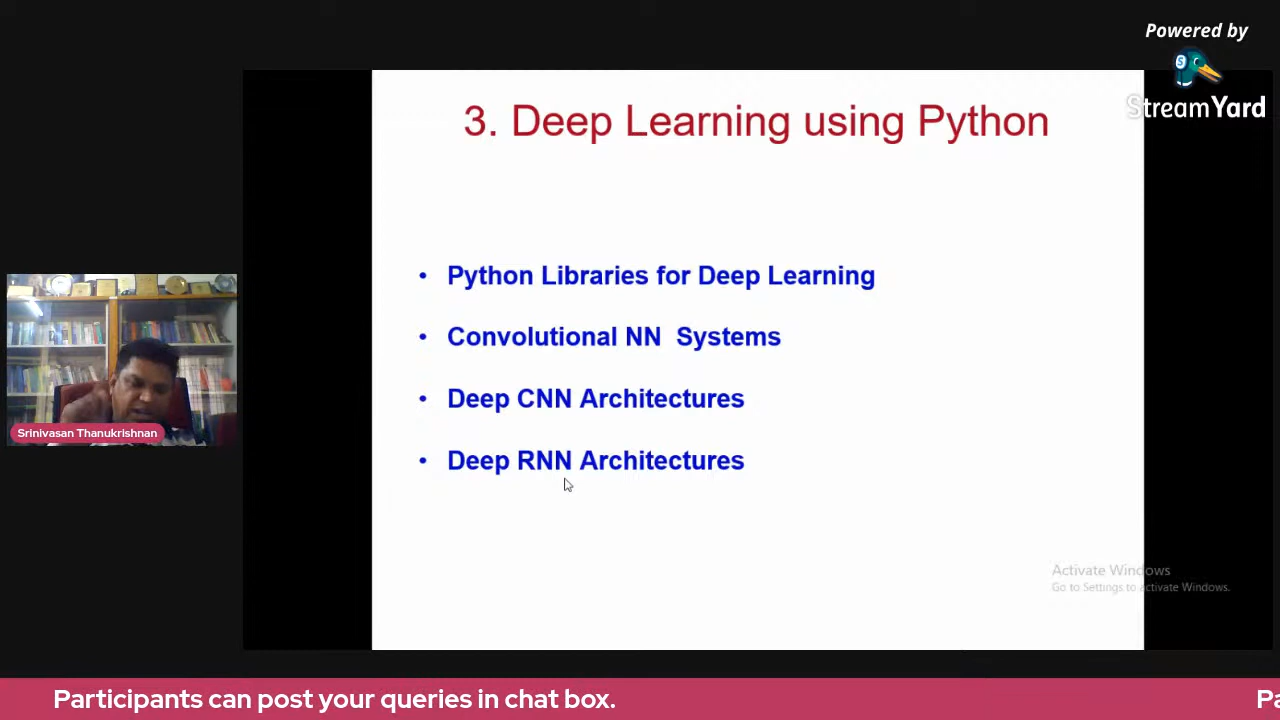 Powered by
StreamYard
3. Deep Learning using Python
• Python Libraries for Deep Learning
• Convolutional NN Systems
• Deep CNN Architectures
• Deep RNN Architectures
Srinivasan Thanukrishnan
Activate Windows
Go to Settings to activate Windows.
Participants can post your queries in chat box.
Pa